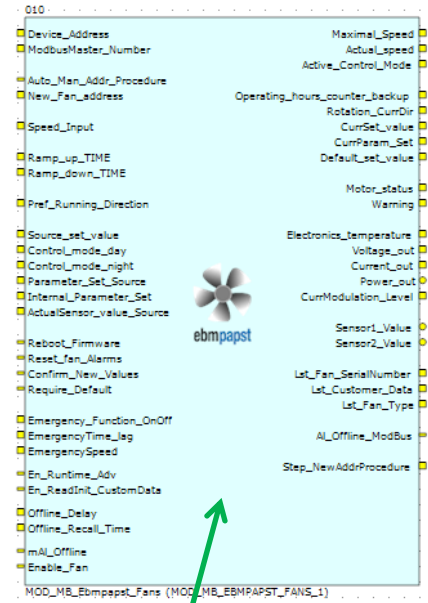 010
Device_Address
ModbusMaster_Number
Auto_Man_Addr_Procedure
New_Fan_address
Speed_Input
Ramp_up_TIME
Ramp_down_TIME
Pref_Running_Direction
Source_set_value
Control_mode_day
Control_mode_night
Parameter_Set_Source
Internal_Parameter_Set
ActualSensor_value_Source
Reboot_Firmware
Reset_fan_Alarms
Confirm_New_Values
Require_Default
Emergency_Function_OnOff
EmergencyTime_lag
EmergencySpeed
En_Runtime_Adv
En_ReadInit_CustomData
Offline_Delay
Offline_Recall_Time
mAl_Offline
Enable_Fan
ebmpapst
Maximal_Speed
Actual_speed
Active_Control_Mode
Operating_hours_counter_backup
Rotation_CurrDir
CurrSet_value
CurrParam_Set
Default_set_value
Motor_status
Warning
Electronics_temperature
Voltage_out
Current_out
Power_out
CurrModulation_Level
Sensor1_Value
Sensor2_Value
Lst_Fan_SerialNumber
Lst_Customer_Data
Lst_Fan_Type
Al_Offline_ModBus
Step_NewAddrProcedure
MOD_MB_Ebmpapst_Fans (MOD_MB_EBMPAPST_FANS_1)